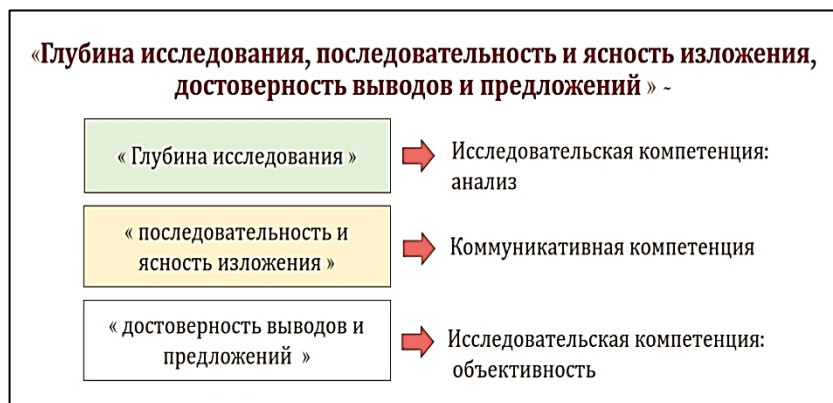 «Глубина исследования, последовательность и ясность изложения,
достоверность выводов и предложений » ~
« Глубина исследования »
Исследовательская компетенция:
анализ
« последовательность и
ясность изложения »
Коммуникативная компетенция
« достоверность выводов и
предложений »
Исследовательская компетенция:
объективность